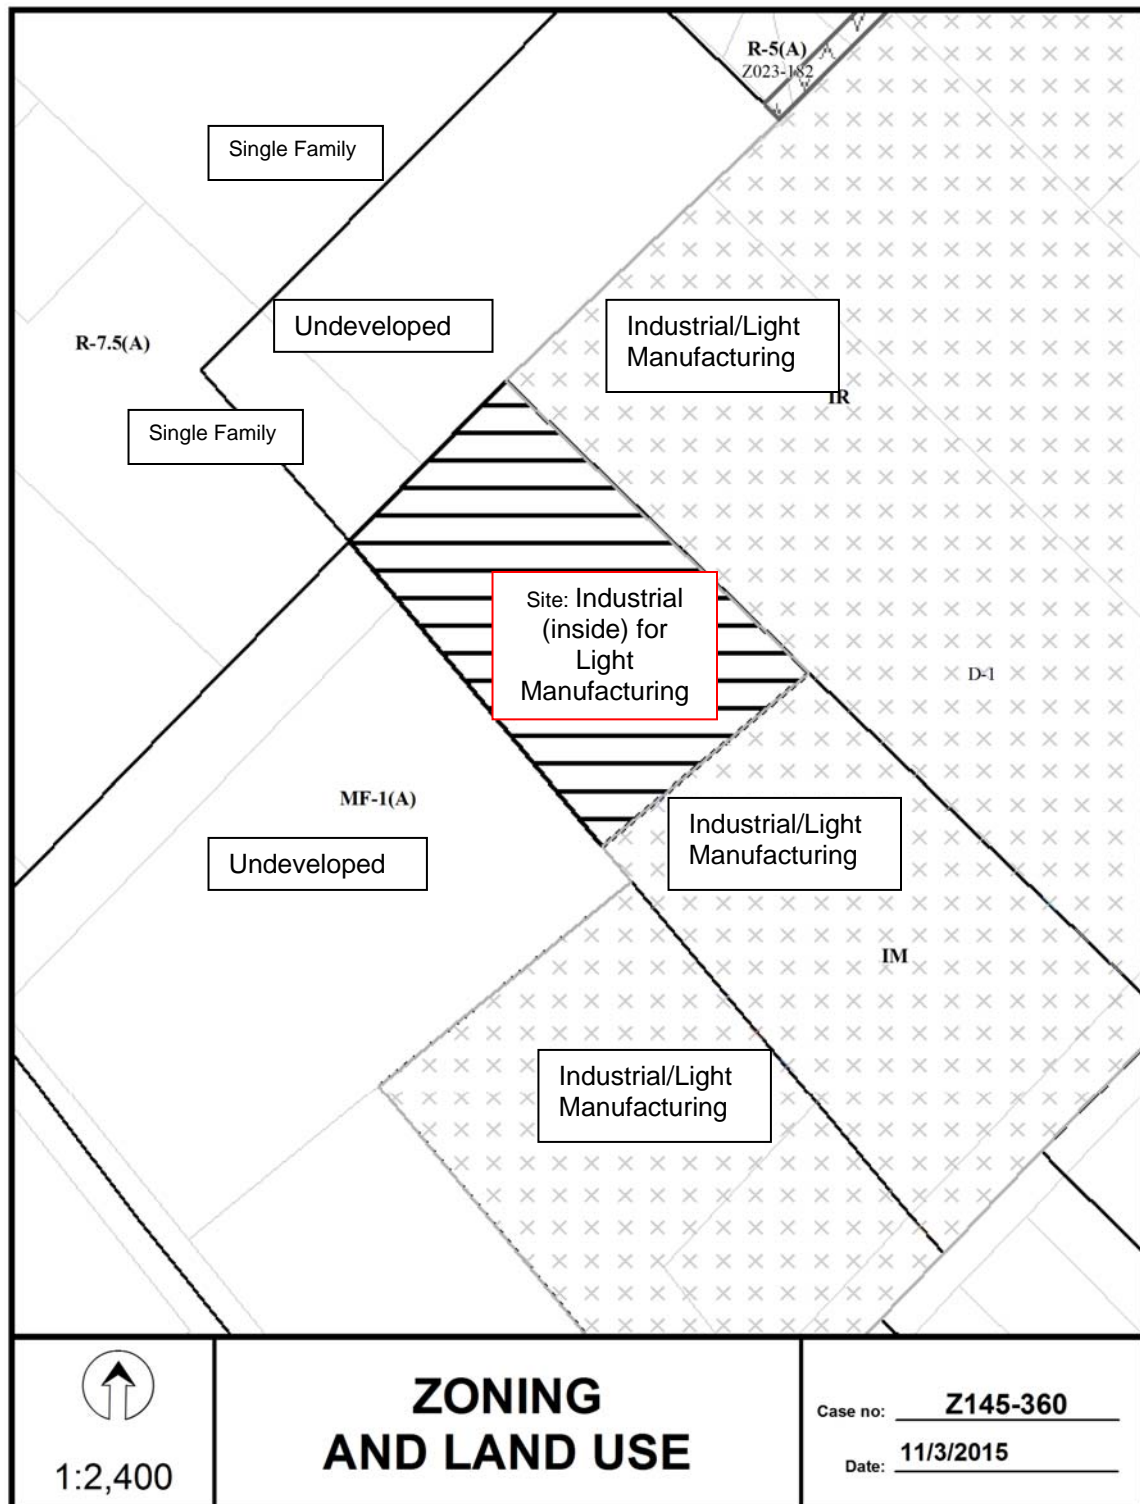 R-5(A)
Z023-182
Single Family
Undeveloped
Industrial/Light
Manufacturing
R-7.5(A)
IR
Single Family
Site: Industrial
(inside) for
Light
Manufacturing
D-1
MF-1(A)
Industrial/Light
Manufacturing
Undeveloped
IM
Industrial/Light
Manufacturing
1:2,400
ZONING
AND LAND USE
Case no: Z145-360
Date: 11/3/2015